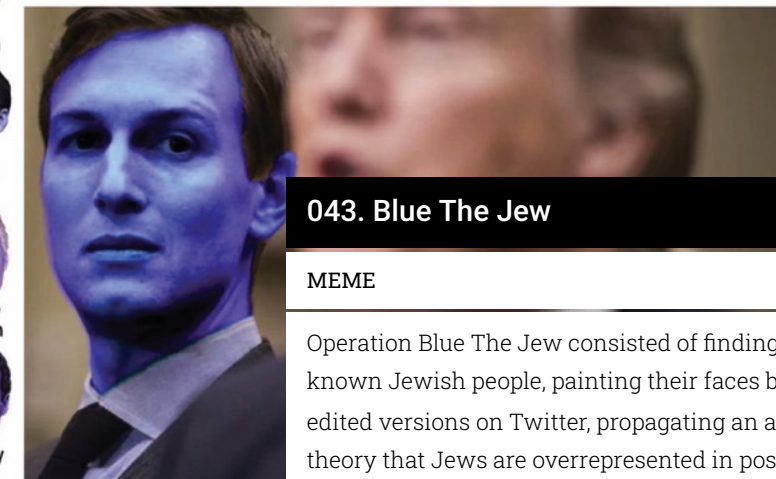 043. Blue The Jew
MEME
Operation Blue The Jew consisted of finding
known Jewish people, painting their faces b
edited versions on Twitter, propagating an a
theory that Jews are overrepresented in pos